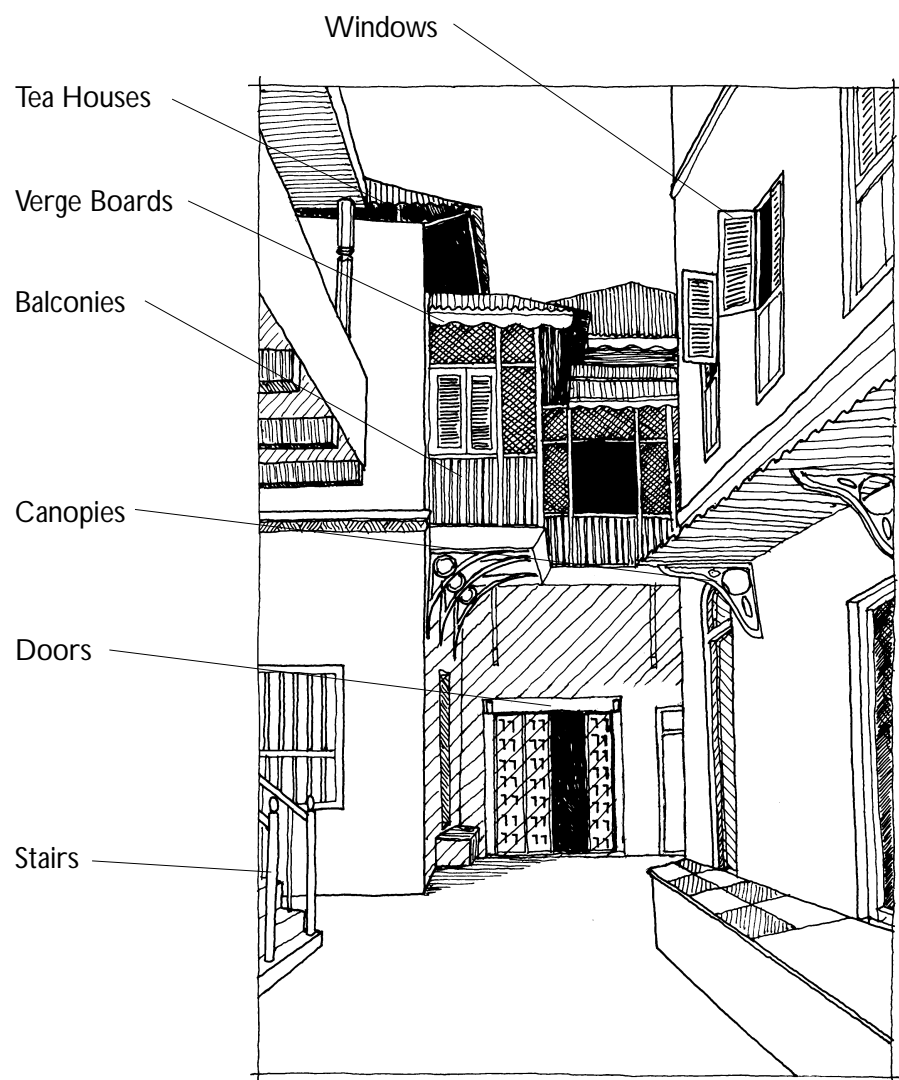 Windows
Tea Houses
Verge Boards
Balconies
Canopies
Doors
Stairs